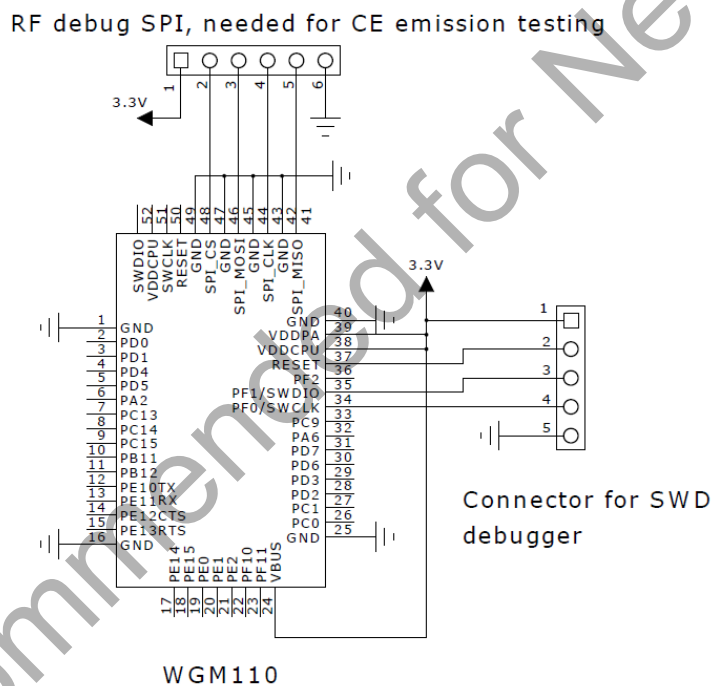 RF debug SPI, needed for CE emission testing
1 2 3 4 5 6
3.3V
52 51 50 49 48 47 46 45 44 43 42 41
SWDIO VDDCPU SWCLK RESET GND SPI_CS GND SPI_MOSI GND SPI_CLK GND SPI_MISO
1 GND
2 PD0
3 PD1
4 PD4
5 PD5
6 PA2
7 PC13
8 PC14
9 PC15
10 PB11
11 PB12
12 PE10TX
13 PE11RX
14 PE12CTS
15 PE13RTS
16 GND
GND 40
VDDPA 39
VDDCPU 38
RESET 37
PF2 36
PF1/SWDIO 35
PF0/SWCLK 34
PC9 33
PA6 32
PD7 31
PD6 30
PD3 29
PD2 28
PC1 27
PC0 26
GND 25
PE14 PE15 PE0 PE1 PE2 PF10 PF11 VBUS
17 18 19 20 21 22 23 24
3.3V
1
2
3
4
5
Connector for SWD
debugger
WGM110
ommended for Ne